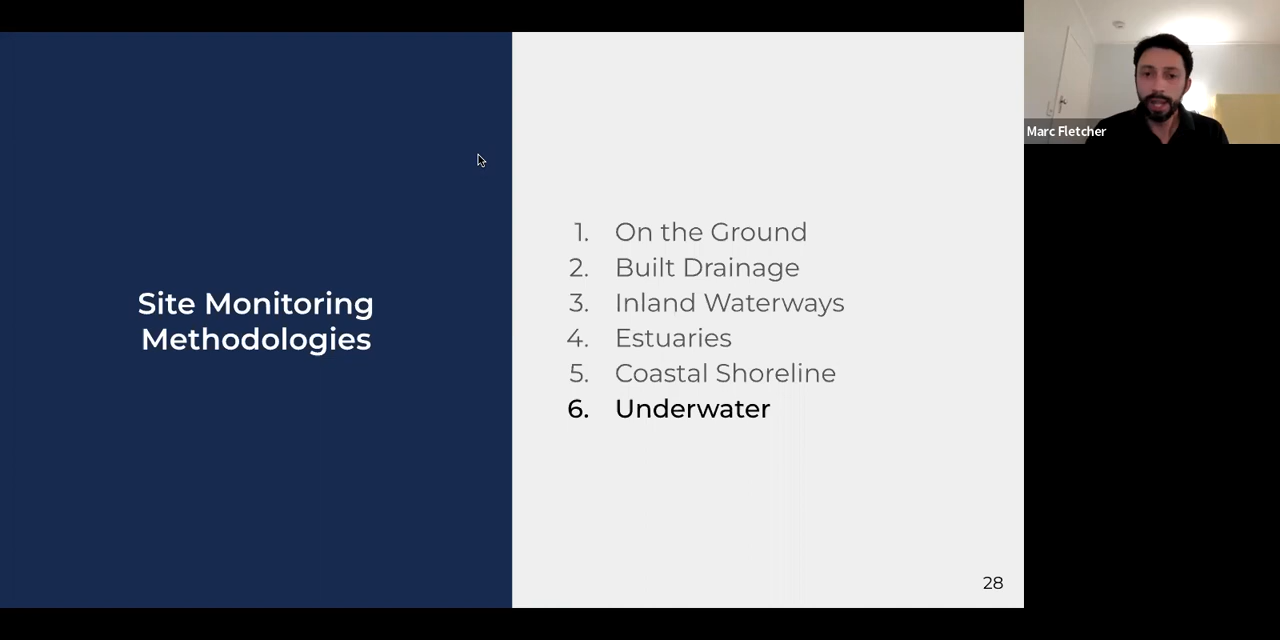 Site Monitoring
Methodologies
1. On the Ground
2. Built Drainage
3. Inland Waterways
4. Estuaries
5. Coastal Shoreline
6. Underwater
28
Marc Fletcher